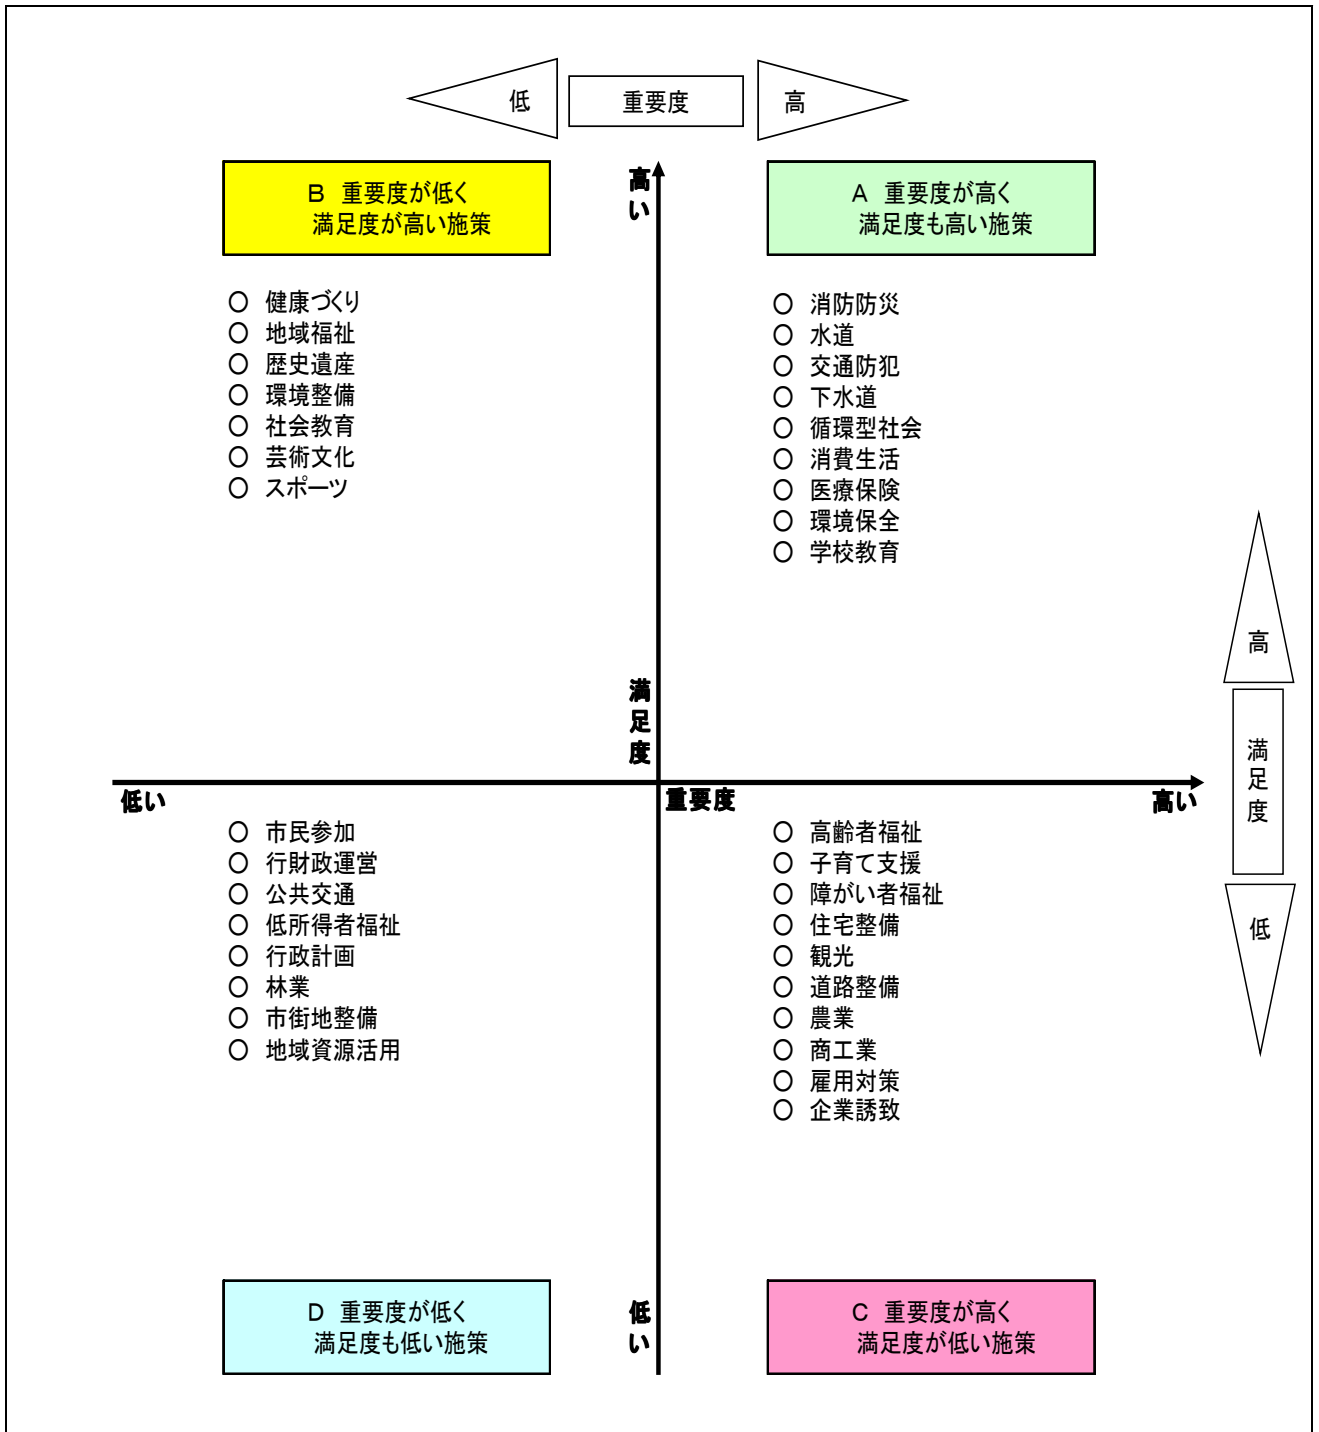 低
重要度
高
B 重要度が低く
満足度が高い施策
高い
A 重要度が高く
満足度も高い施策
○ 健康づくり
○ 地域福祉
○ 歴史遺産
○ 環境整備
○ 社会教育
○ 芸術文化
○ スポーツ
○ 消防防災
○ 水道
○ 交通防犯
○ 下水道
○ 循環型社会
○ 消費生活
○ 医療保険
○ 環境保全
○ 学校教育
高
満足度
低
満足度
低い
重要度
高い
○ 市民参加
○ 行財政運営
○ 公共交通
○ 低所得者福祉
○ 行政計画
○ 林業
○ 市街地整備
○ 地域資源活用
○ 高齢者福祉
○ 子育て支援
○ 障がい者福祉
○ 住宅整備
○ 観光
○ 道路整備
○ 農業
○ 商工業
○ 雇用対策
○ 企業誘致
D 重要度が低く
満足度も低い施策
低い
C 重要度が高く
満足度が低い施策